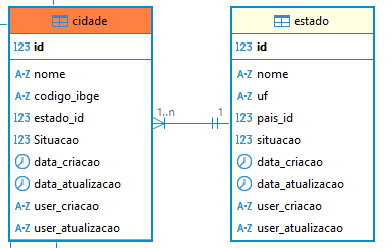 cidade
123 id
A-Z nome
A-Z codigo_ibge
123 estado_id
123 Situacao
data_criacao
data_atualizacao
A-Z user_criacao
A-Z user_atualizacao
1..n
1
estado
123 id
A-Z nome
A-Z uf
123 pais_id
123 situacao
data_criacao
data_atualizacao
A-Z user_criacao
A-Z user_atualizacao